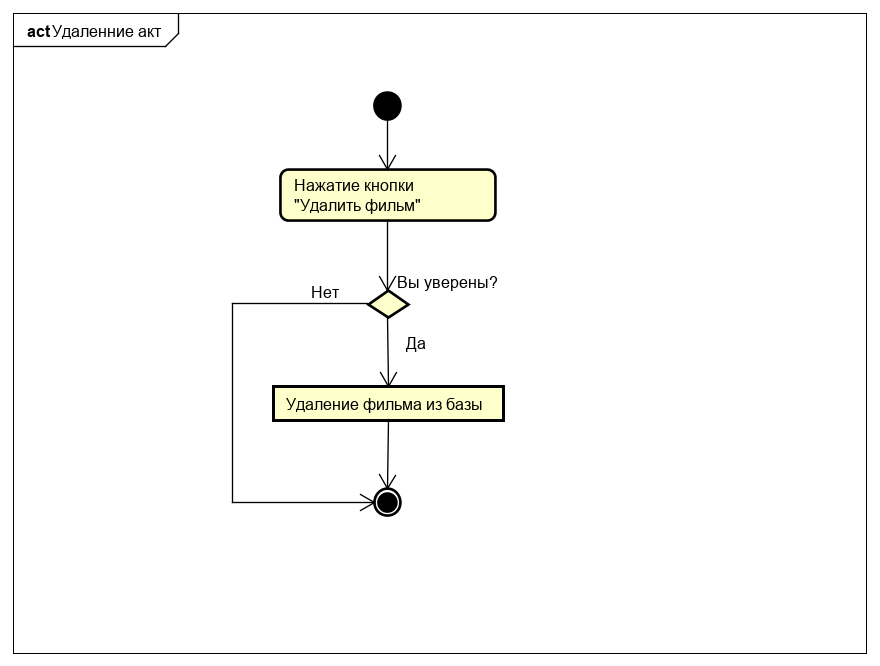 act Удаленние акт
Нажатие кнопки
"Удалить фильм"
Вы уверены?
Нет
Да
Удаление фильма из базы